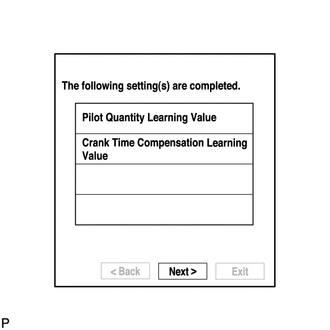 The following setting(s) are completed.
Pilot Quantity Learning Value
Crank Time Compensation Learning
Value
< Back Next > Exit
P